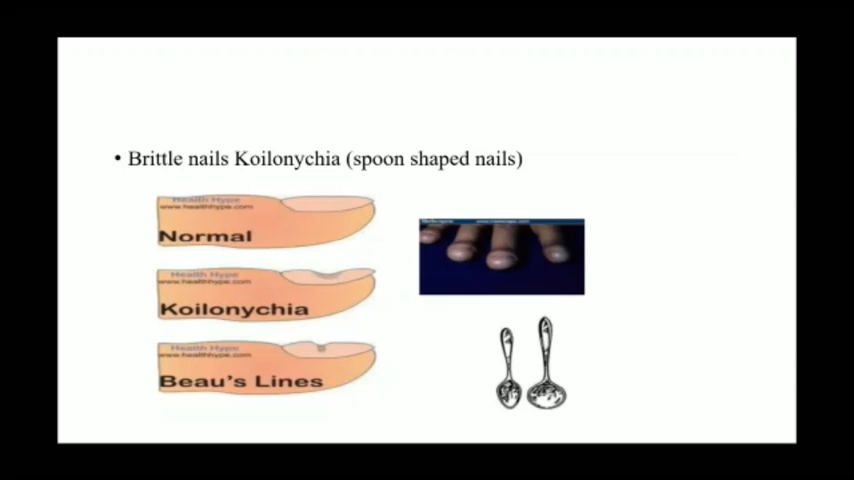 • Brittle nails Koilonychia (spoon shaped nails)
Health Hype
www.healthhype.com
Normal
Health Hype
www.healthhype.com
Koilonychia
Health Hype
www.healthhype.com
Beau's Lines